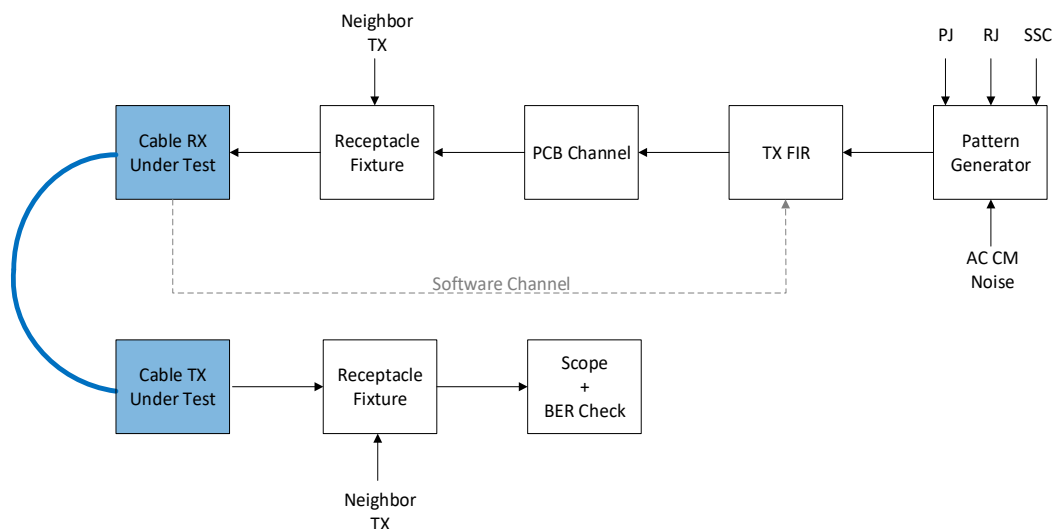 Neighbor
TX
PJ
RJ
SSC
Cable RX
Under Test
Receptacle
Fixture
PCB Channel
TX FIR
Pattern
Generator
AC CM
Noise
Software Channel
Cable TX
Under Test
Receptacle
Fixture
Scope
+
BER Check
Neighbor
TX